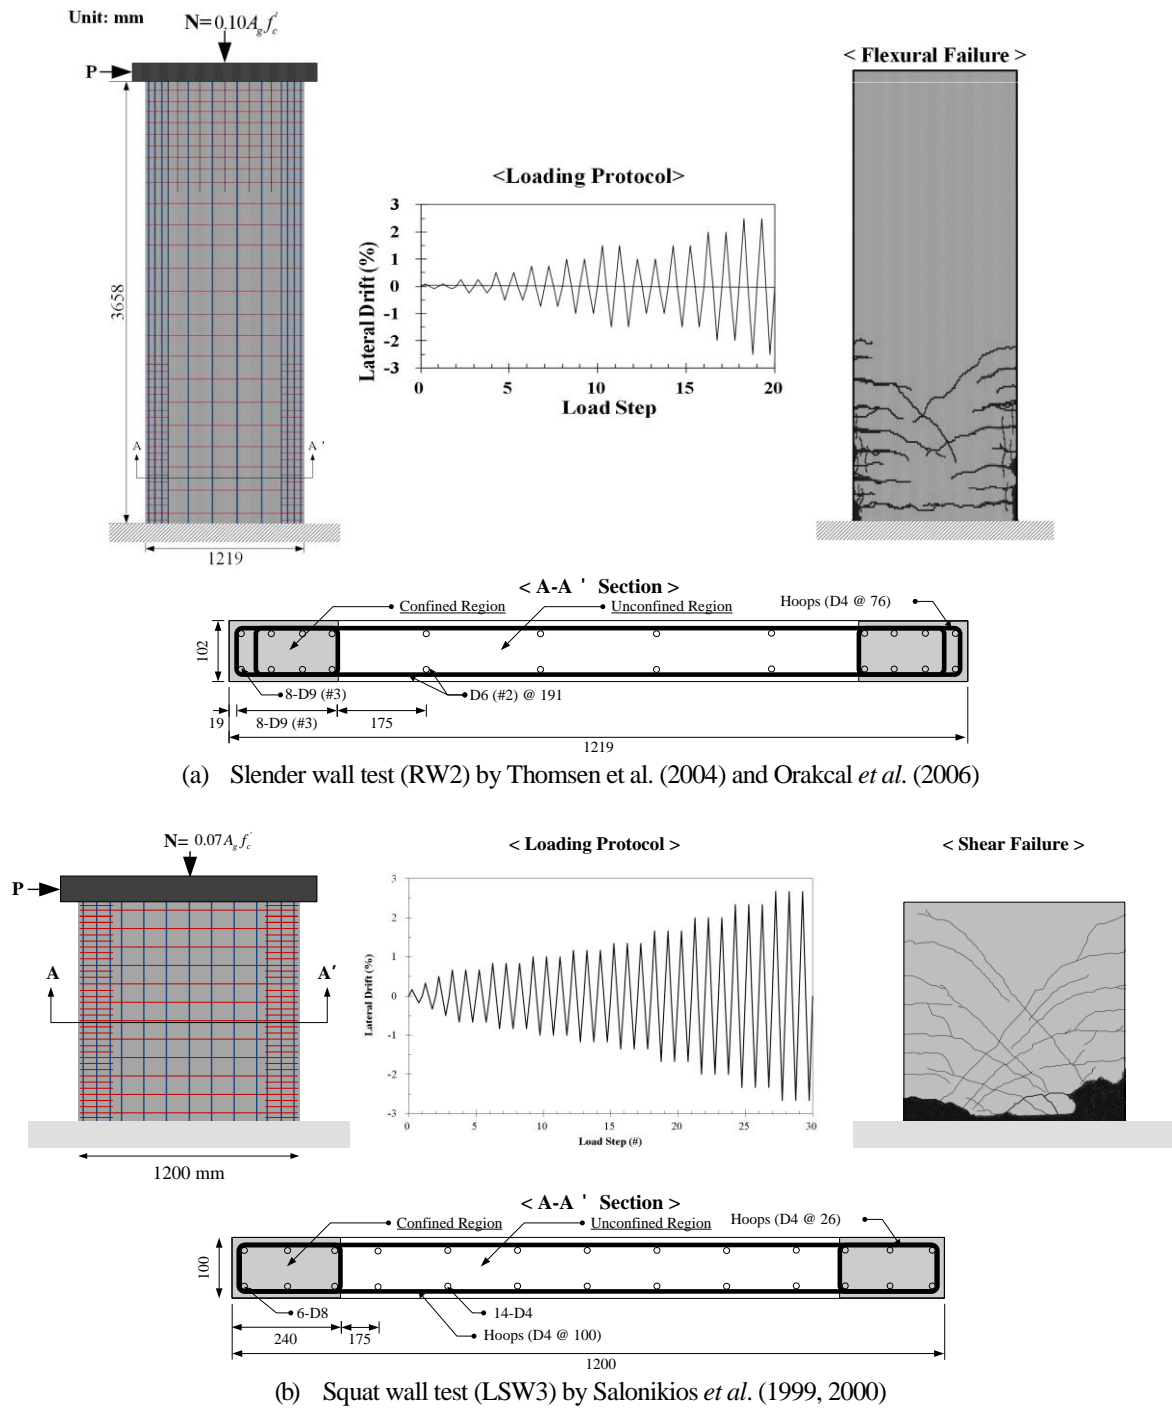 Unit: mm
N= 0.10A_g f_c'
P
3658
A
A '
1219
<Loading Protocol>
Lateral Drift (%)
3
2
1
0
-1
-2
-3
0
5
10
15
20
Load Step
< Flexural Failure >
< A-A ' Section >
Confined Region
Unconfined Region
Hoops (D4 @ 76)
102
8-D9 (#3)
D6 (#2) @ 191
19
8-D9 (#3)
175
1219
(a) Slender wall test (RW2) by Thomsen et al. (2004) and Orakcal et al. (2006)
N= 0.07A_g f_c'
P
A
A'
1200 mm
< Loading Protocol >
Lateral Drift (%)
3
2
1
0
-1
-2
-3
0
5
10
15
20
25
30
Load Step (#)
< Shear Failure >
< A-A ' Section >
Confined Region
Unconfined Region
Hoops (D4 @ 26)
100
6-D8
14-D4
240
175
Hoops (D4 @ 100)
1200
(b) Squat wall test (LSW3) by Salonikios et al. (1999, 2000)